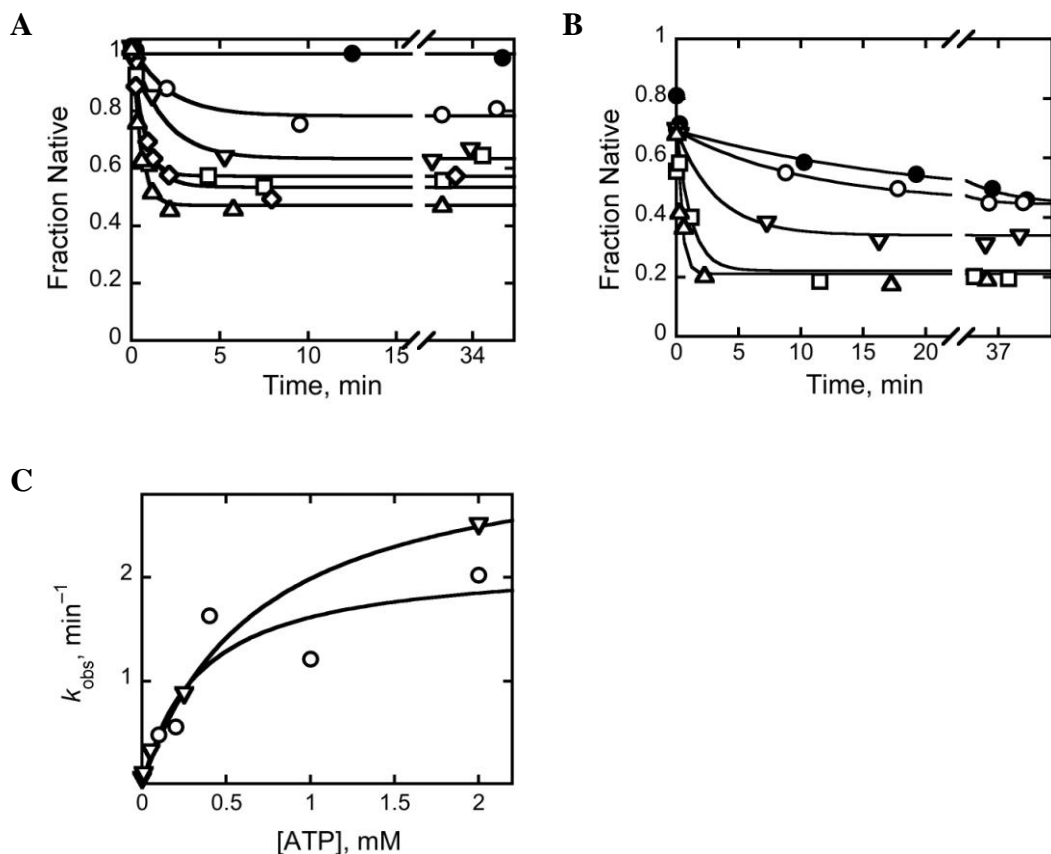 A
Fraction Native
1
0.8
0.6
0.4
0.2
0
0 5 10 15 34
Time, min
B
Fraction Native
1
0.8
0.6
0.4
0.2
0
0 5 10 15 20 37
Time, min
C
k_obs, min⁻¹
2
1
0 0.5 1 1.5 2
[ATP], mM